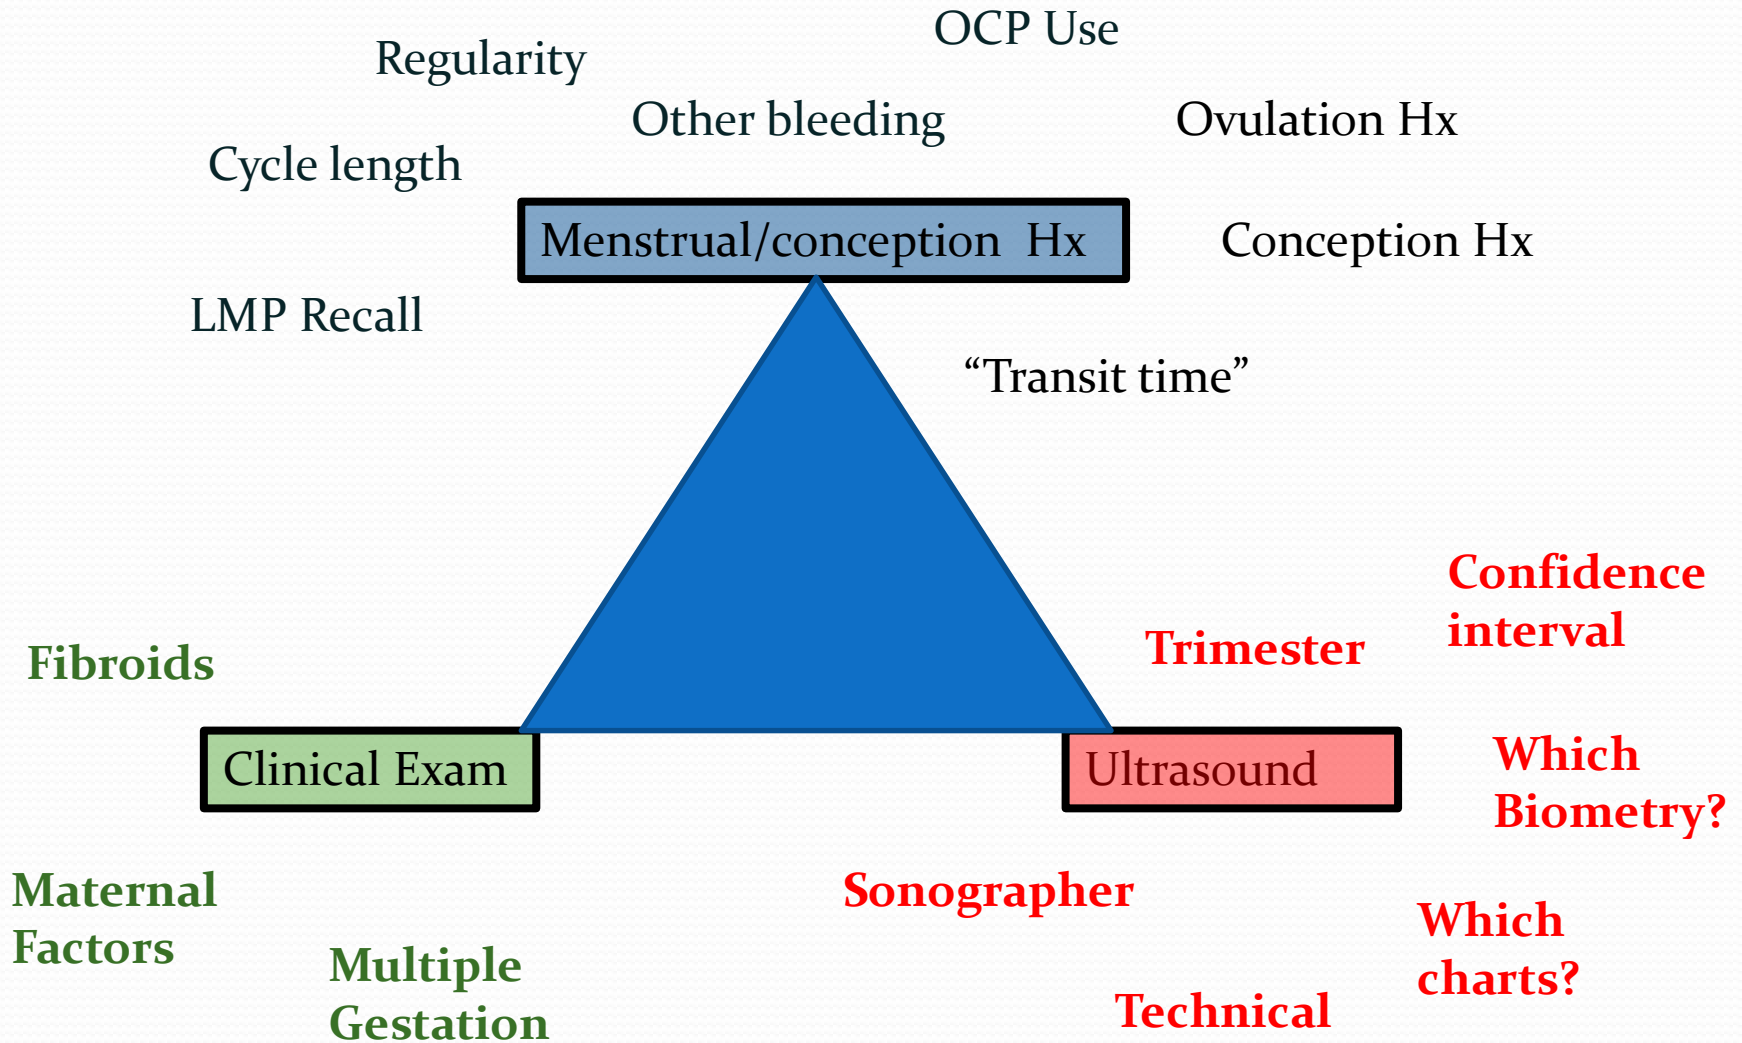 OCP Use
Regularity
Other bleeding
Ovulation Hx
Cycle length
Menstrual/conception Hx
Conception Hx
LMP Recall
“Transit time”
Confidence
interval
Trimester
Fibroids
Clinical Exam
Ultrasound
Which
Biometry?
Maternal
Factors
Sonographer
Which
charts?
Multiple
Gestation
Technical